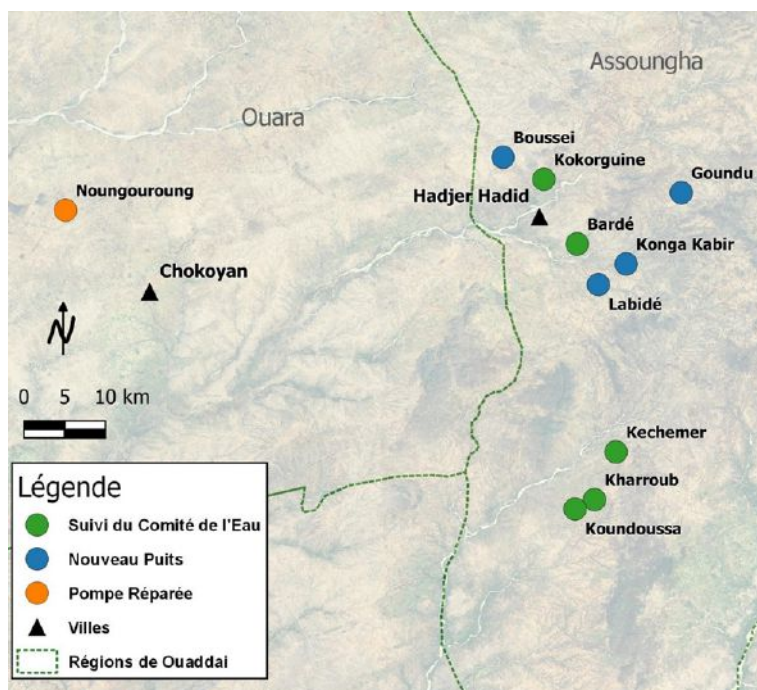 Assoungha
Ouara
Boussei
Kokorguine
Goundu
Noungouroung
Hadjer Hadid
Bardé
Konga Kabir
Chokoyan
Labidé
N
0 5 10 km
Kechemer
Kharroub
Koundoussa
Légende
Suivi du Comité de l'Eau
Nouveau Puits
Pompe Réparée
Villes
Régions de Ouaddai